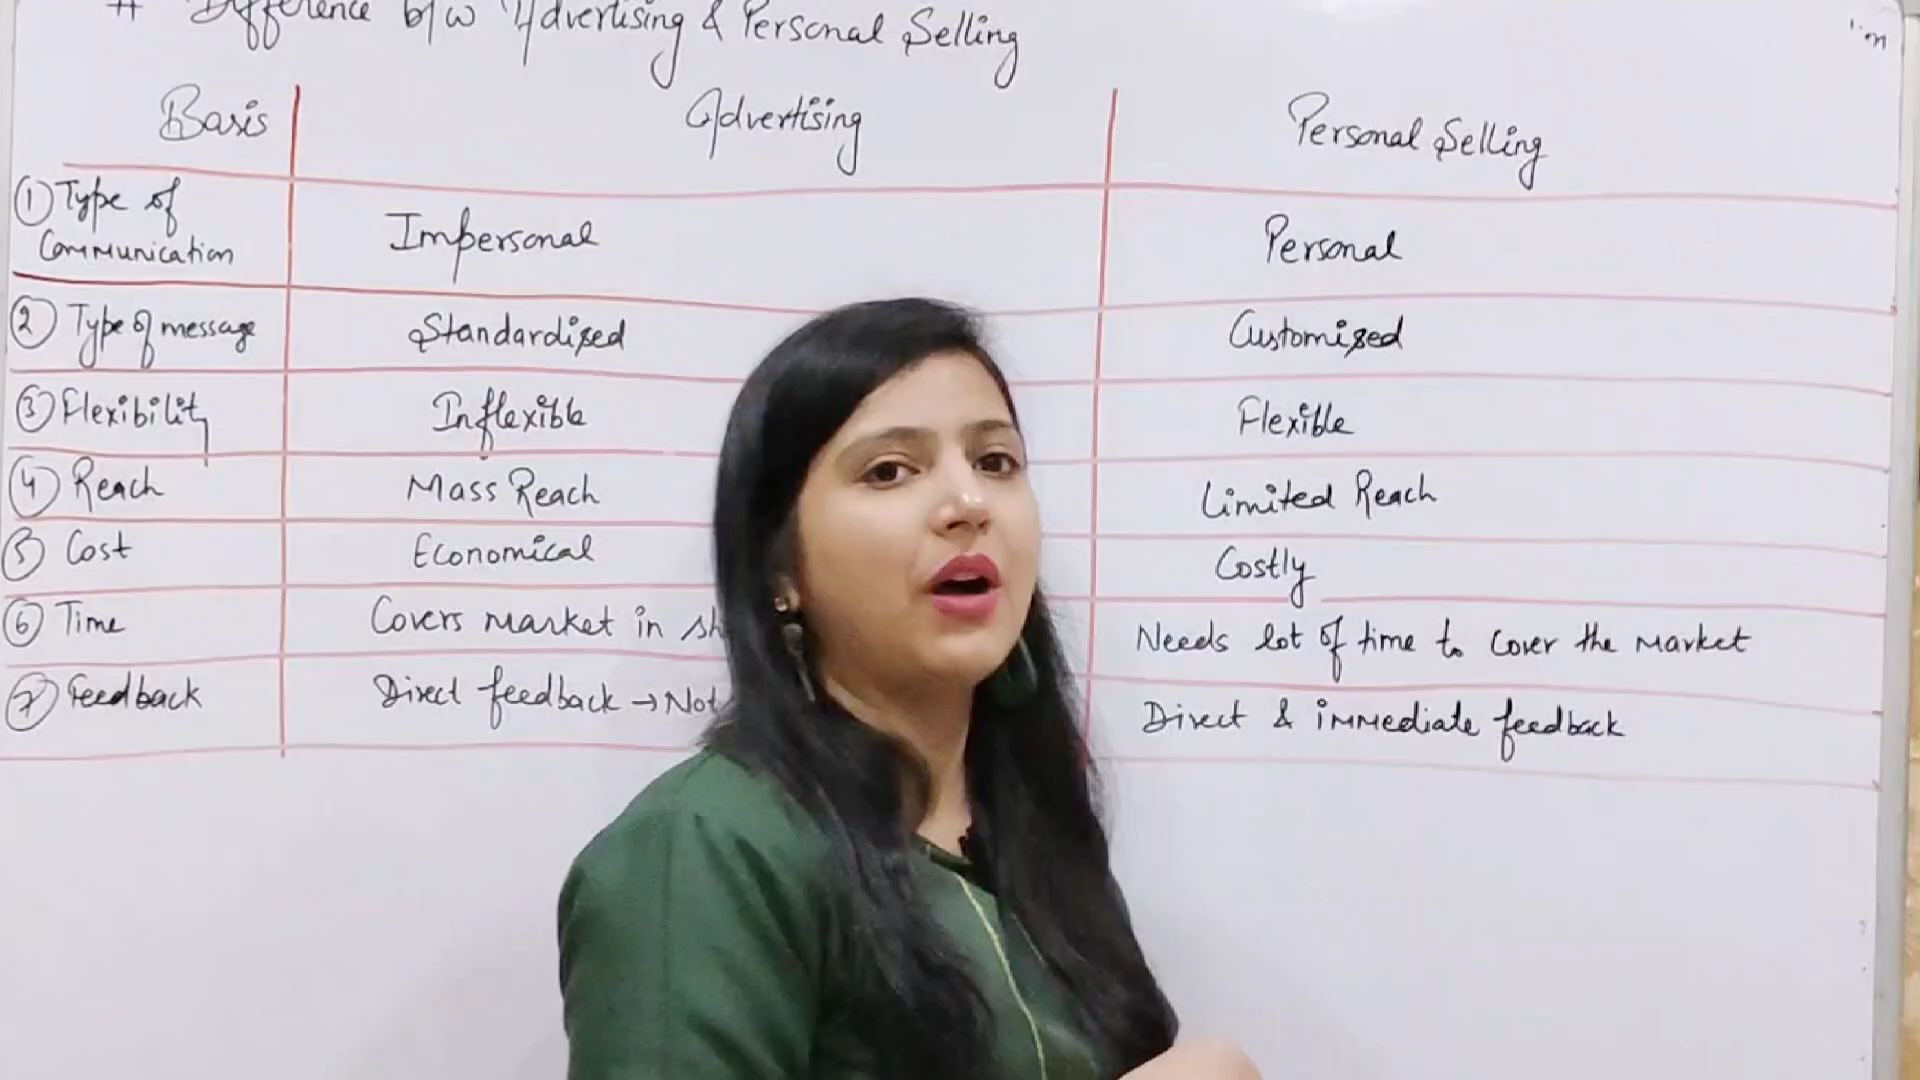 # Difference b/w Advertising & Personal Selling
Basis Advertising Personal Selling
① Type of
Communication Impersonal Personal
② Type of message Standardized Customized
③ Flexibility Inflexible Flexible
④ Reach Mass Reach Limited Reach
⑤ Cost Economical Costly
⑥ Time Covers market in sh Needs lot of time to cover the market
⑦ Feedback Direct feedback → Not Direct & immediate feedback